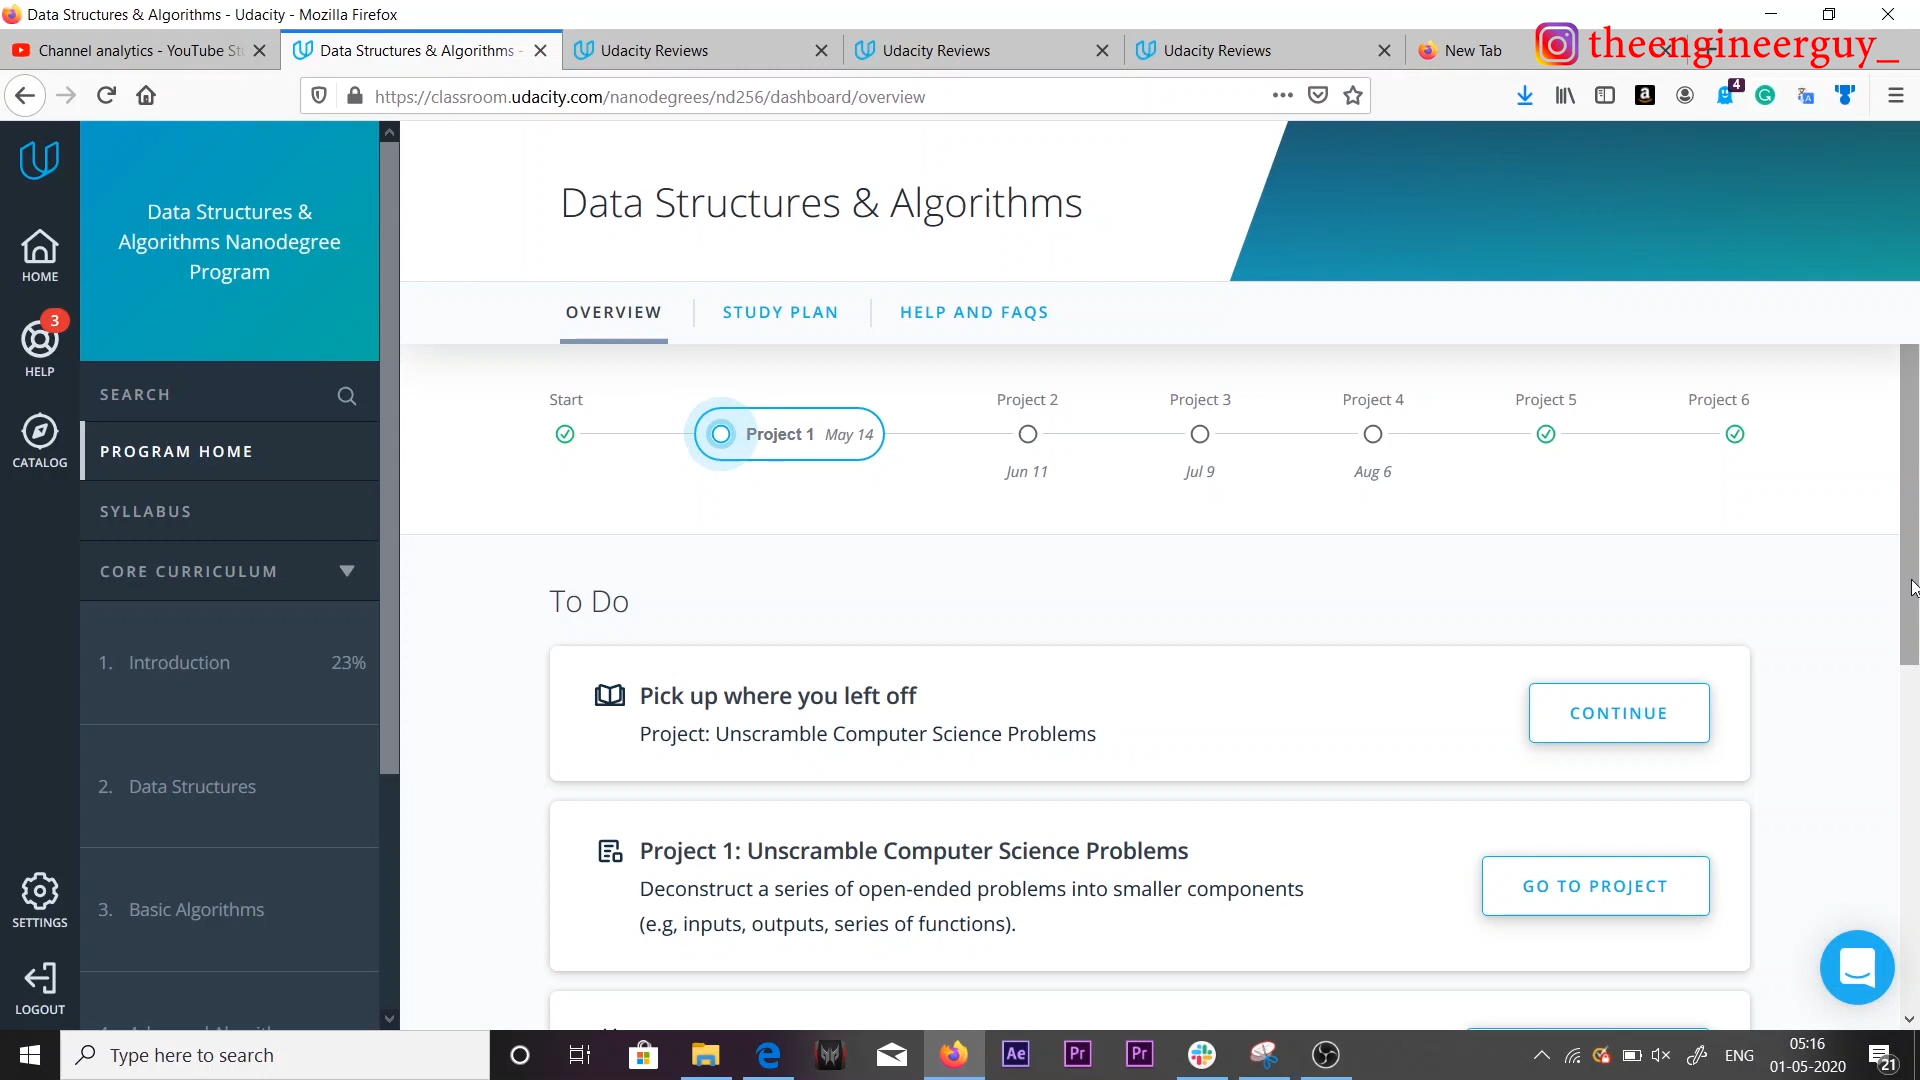 Data Structures & Algorithms - Udacity - Mozilla Firefox
Channel analytics - YouTube Stu
Data Structures & Algorithms -
Udacity Reviews
Udacity Reviews
Udacity Reviews
New Tab
theengineerguy_
https://classroom.udacity.com/nanodegrees/nd256/dashboard/overview
4
HOME
3
HELP
CATALOG
SETTINGS
LOGOUT
Data Structures &
Algorithms Nanodegree
Program
SEARCH
PROGRAM HOME
SYLLABUS
CORE CURRICULUM
1. Introduction 23%
2. Data Structures
3. Basic Algorithms
Data Structures & Algorithms
OVERVIEW
STUDY PLAN
HELP AND FAQS
Start
Project 1 May 14
Project 2
Jun 11
Project 3
Jul 9
Project 4
Aug 6
Project 5
Project 6
To Do
Pick up where you left off
Project: Unscramble Computer Science Problems
CONTINUE
Project 1: Unscramble Computer Science Problems
Deconstruct a series of open-ended problems into smaller components
(e.g, inputs, outputs, series of functions).
GO TO PROJECT
Type here to search
Ae
Pr
Pr
ENG
05:16
01-05-2020
21